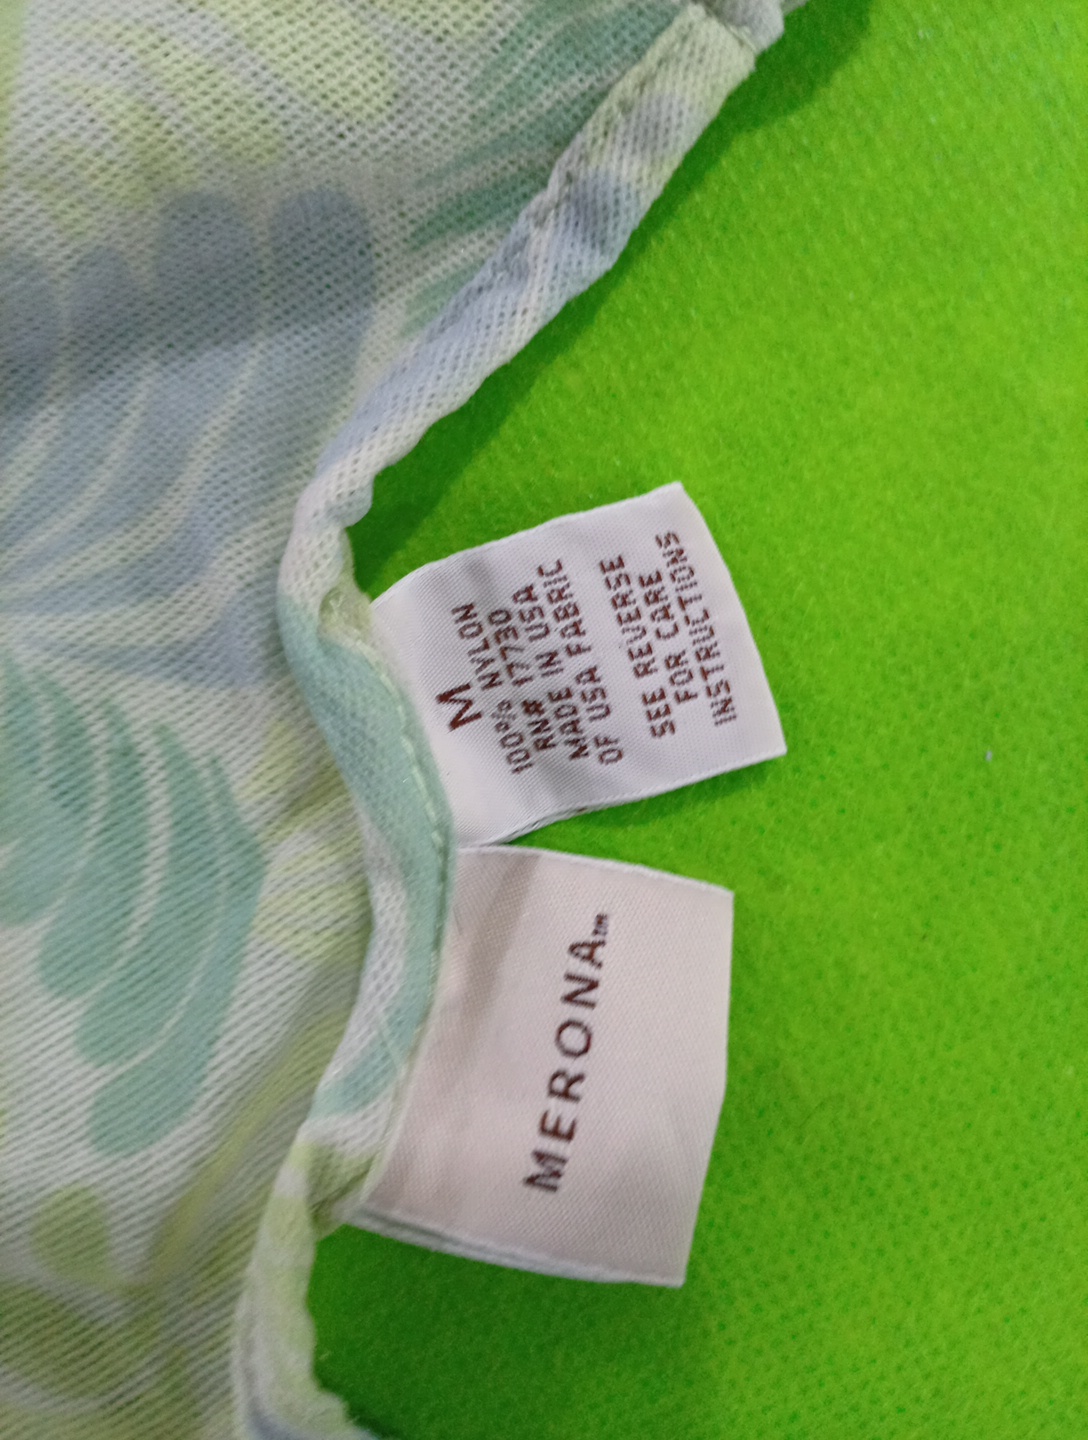 M
100% NYLON
RN# 17730
MADE IN USA
OF USA FABRIC
SEE REVERSE
FOR CARE
INSTRUCTIONS
MERONA™